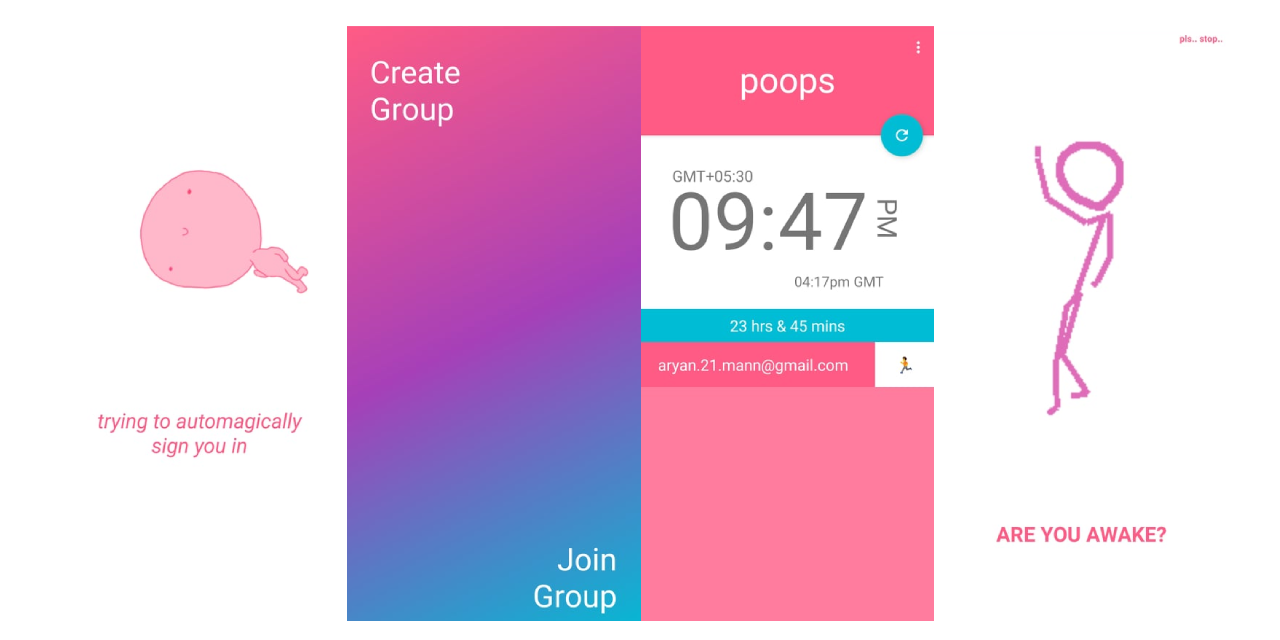 trying to automagically
sign you in
Create
Group
Join
Group
poops
GMT+05:30
09:47 PM
04:17pm GMT
23 hrs & 45 mins
aryan.21.mann@gmail.com
pls.. stop..
ARE YOU AWAKE?